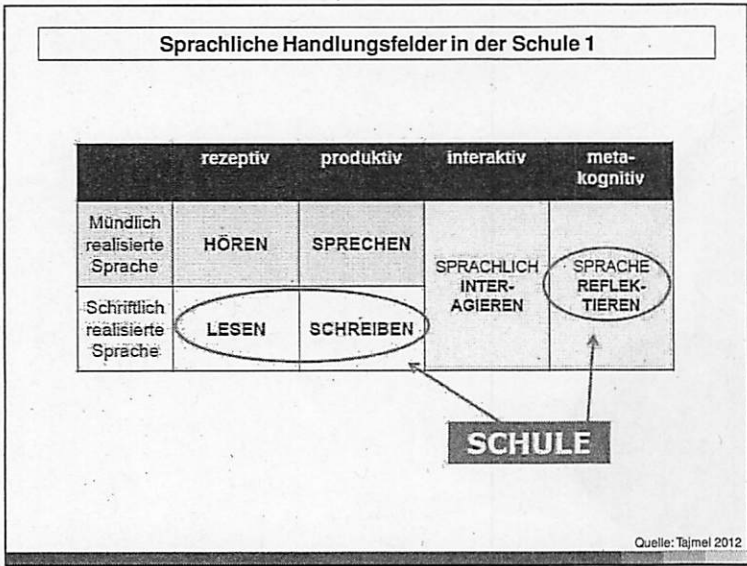 Sprachliche Handlungsfelder in der Schule 1
rezeptiv produktiv interaktiv meta-
kognitiv
Mündlich
realisierte
Sprache
HÖREN SPRECHEN
SPRACHLICH
INTER-
AGIEREN
SPRACHE
REFLEK-
TIEREN
Schriftlich
realisierte
Sprache
LESEN SCHREIBEN
SCHULE
Quelle: Tajmel 2012